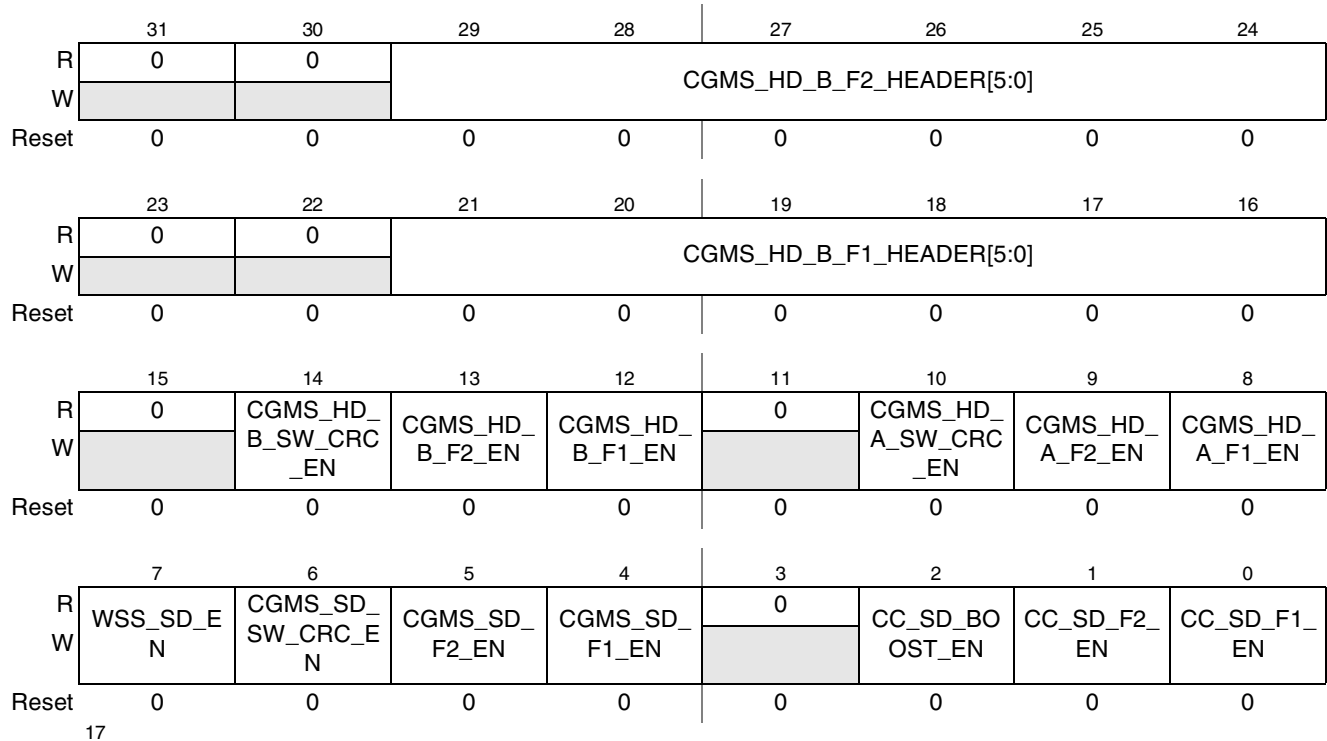 31 30 29 28 27 26 25 24
R 0 0 CGMS_HD_B_F2_HEADER[5:0]
W
Reset 0 0 0 0 0 0 0 0
23 22 21 20 19 18 17 16
R 0 0 CGMS_HD_B_F1_HEADER[5:0]
W
Reset 0 0 0 0 0 0 0 0
15 14 13 12 11 10 9 8
R 0 CGMS_HD_ CGMS_HD_ CGMS_HD_ 0 CGMS_HD_ CGMS_HD_ CGMS_HD_
W B_SW_CRC B_F2_EN B_F1_EN A_SW_CRC A_F2_EN A_F1_EN
_EN _EN
Reset 0 0 0 0 0 0 0 0
7 6 5 4 3 2 1 0
R WSS_SD_E CGMS_SD_ CGMS_SD_ CGMS_SD_ 0 CC_SD_BO CC_SD_F2_ CC_SD_F1_
W N SW_CRC_E F2_EN F1_EN OST_EN EN EN
N
Reset 0 0 0 0 0 0 0 0
17